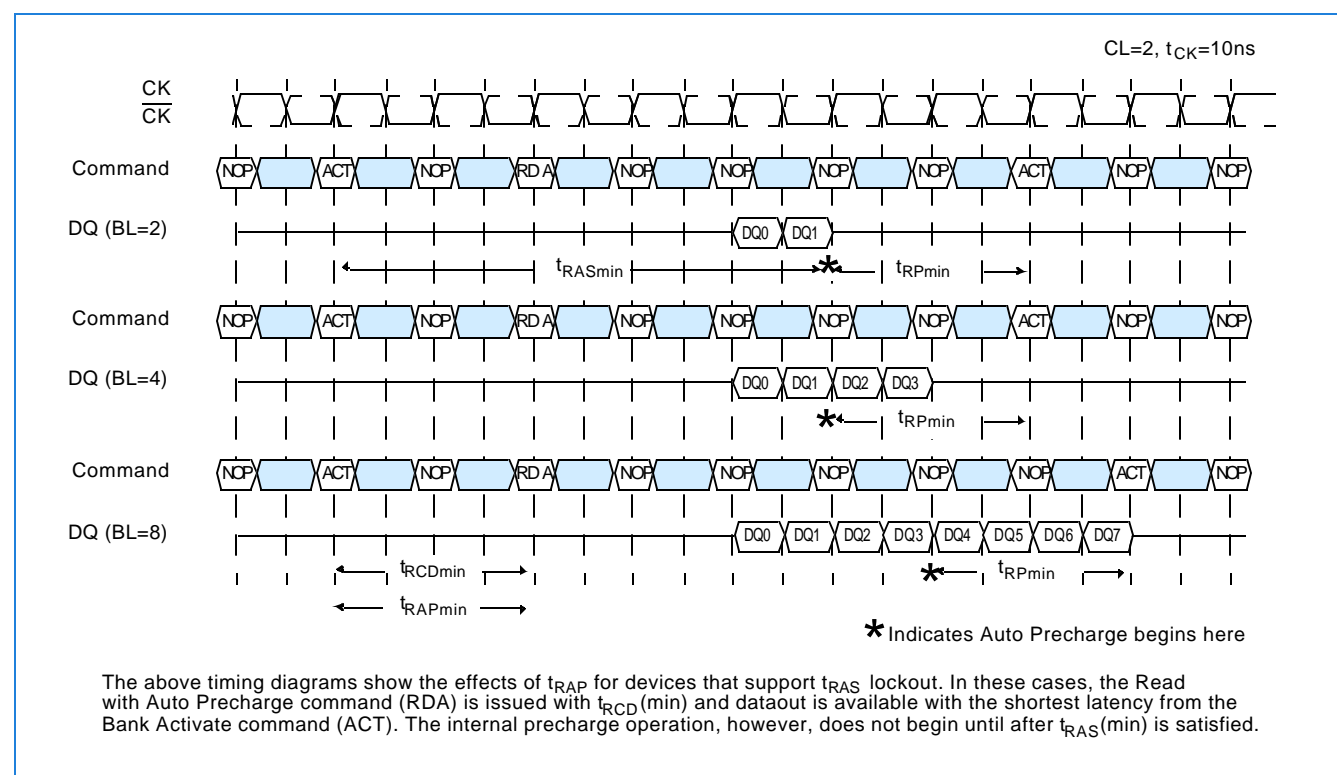 CL=2, tCK=10ns
CK
CK
Command NOP ACT NOP RDA NOP NOP NOP NOP ACT NOP NOP
DQ (BL=2) DQ0 DQ1
tRASmin * tRPmin
Command NOP ACT NOP RDA NOP NOP NOP NOP ACT NOP NOP
DQ (BL=4) DQ0 DQ1 DQ2 DQ3
* tRPmin
Command NOP ACT NOP RDA NOP NOP NOP NOP NOP ACT NOP
DQ (BL=8) DQ0 DQ1 DQ2 DQ3 DQ4 DQ5 DQ6 DQ7
tRCDmin * tRPmin
tRAPmin
* Indicates Auto Precharge begins here
The above timing diagrams show the effects of tRAP for devices that support tRAS lockout. In these cases, the Read
with Auto Precharge command (RDA) is issued with tRCD(min) and dataout is available with the shortest latency from the
Bank Activate command (ACT). The internal precharge operation, however, does not begin until after tRAS(min) is satisfied.